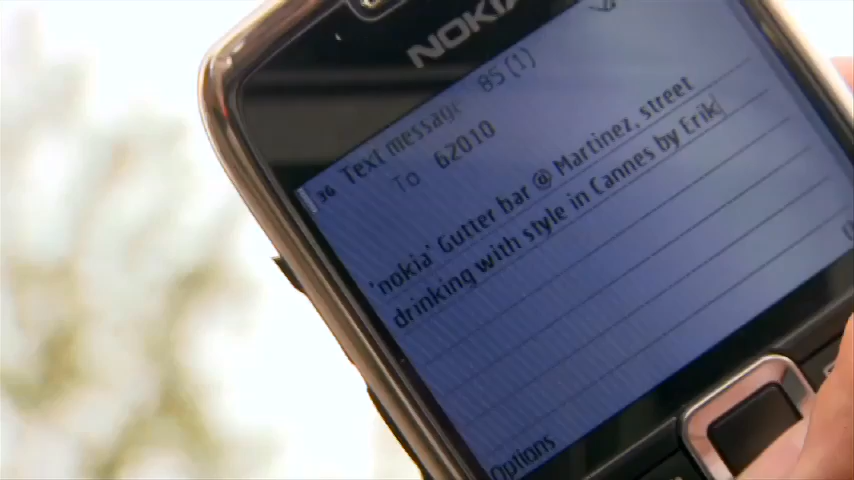 NOKIA
3G Text message 85 (1)
To 62010
'nokia' Gutter bar @ Martinez, street
drinking with style in Cannes by Erik
Options